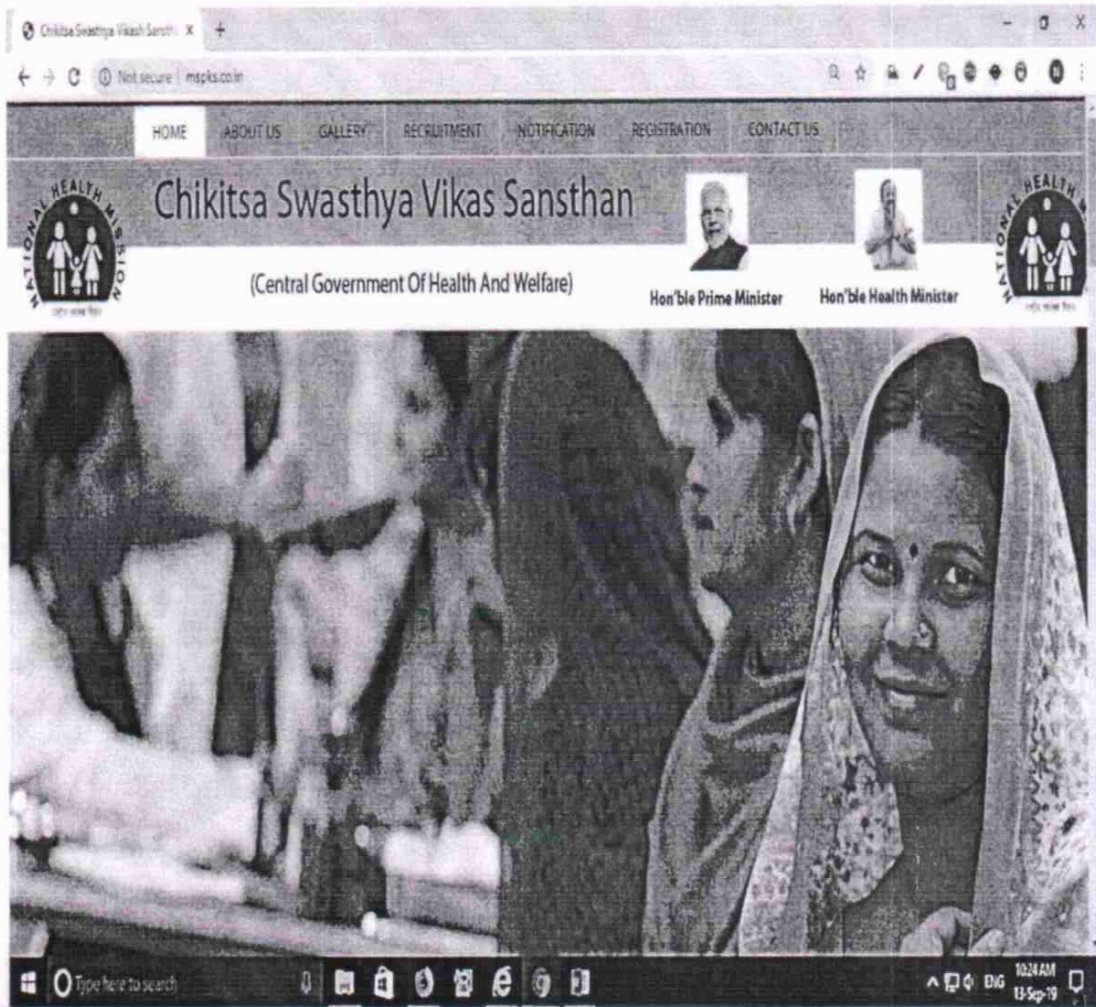 Chikitsa Swasthya Vikash Sansth
Not secure | mspks.co.in
HOME ABOUT US GALLERY RECRUITMENT NOTIFICATION REGISTRATION CONTACT US
NATIONAL HEALTH MISSION
Chikitsa Swasthya Vikas Sansthan
(Central Government Of Health And Welfare)
Hon'ble Prime Minister
Hon'ble Health Minister
NATIONAL HEALTH M
Type here to search
ENG
10:24 AM
13-Sep-19